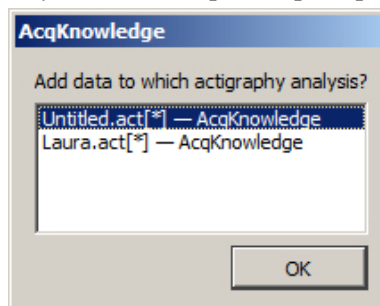 AcqKnowledge
Add data to which actigraphy analysis?
Untitled.act[*] — AcqKnowledge
Laura.act[*] — AcqKnowledge
OK